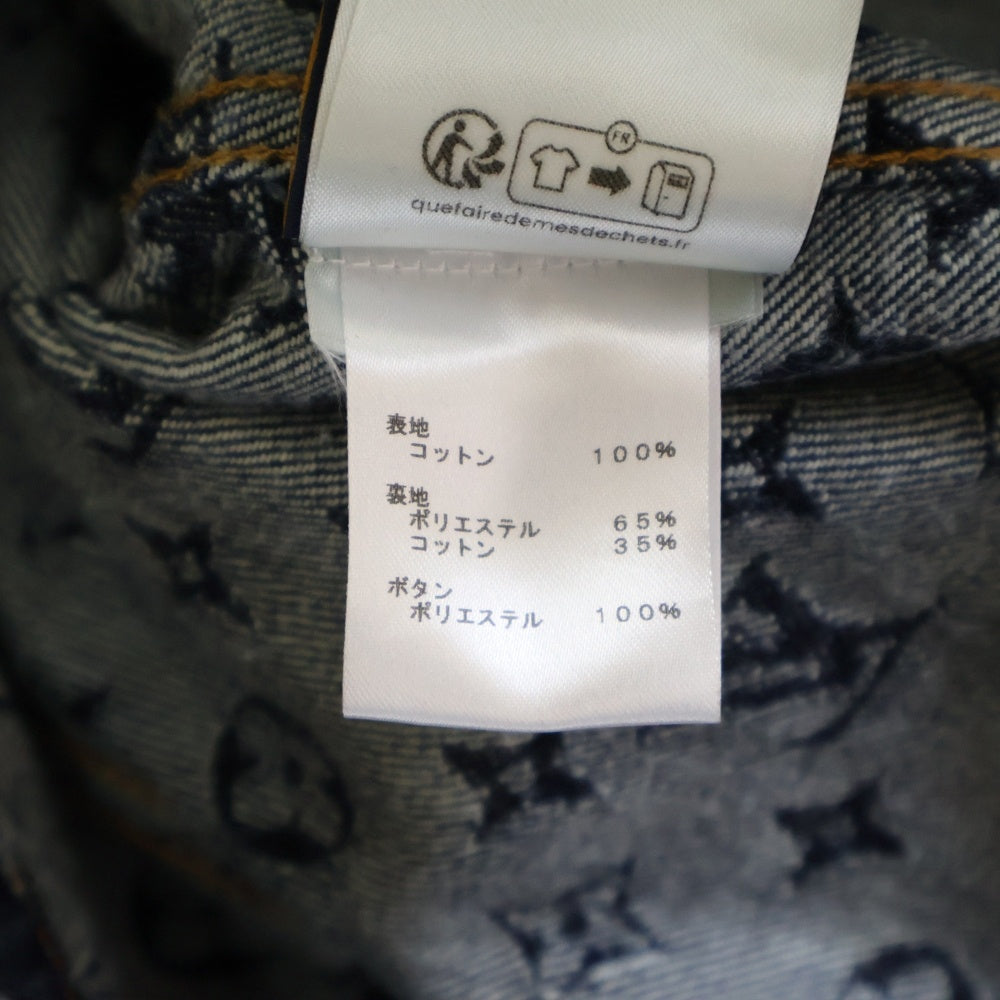 FR
quefairedemesdechets.fr
表地
コットン 100%
裏地
ポリエステル 65%
コットン 35%
ボタン
ポリエステル 100%